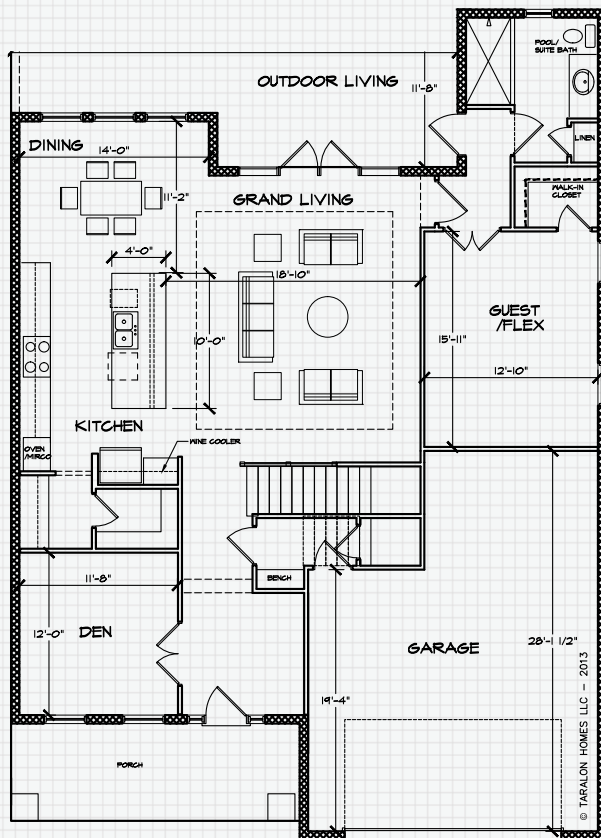 POOL/
SUITE BATH
OUTDOOR LIVING
11'-8"
LINEN
DINING
14'-0"
11'-2"
WALK-IN
CLOSET
GRAND LIVING
4'-0"
18'-10"
10'-0"
GUEST
/FLEX
15'-11"
12'-10"
KITCHEN
WINE COOLER
OVEN
/MIRCO
BENCH
11'-8"
12'-0"
DEN
GARAGE
28'-1 1/2"
19'-4"
PORCH
© TARALON HOMES LLC - 2013